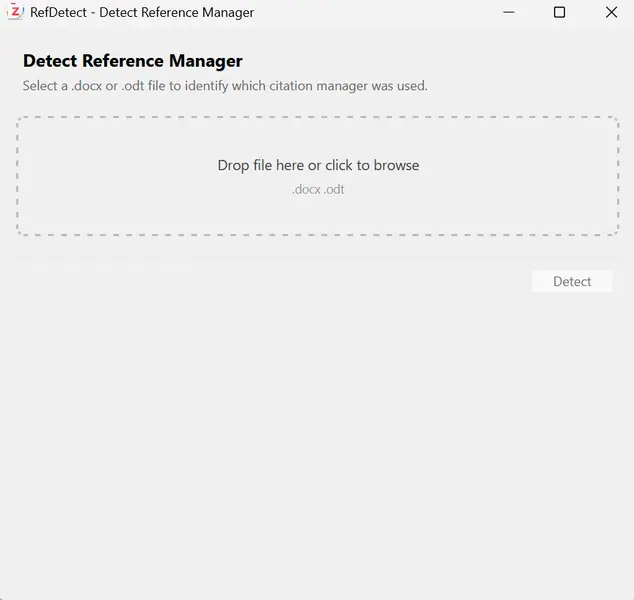 RefDetect - Detect Reference Manager
Detect Reference Manager
Select a .docx or .odt file to identify which citation manager was used.
Drop file here or click to browse
.docx .odt
Detect